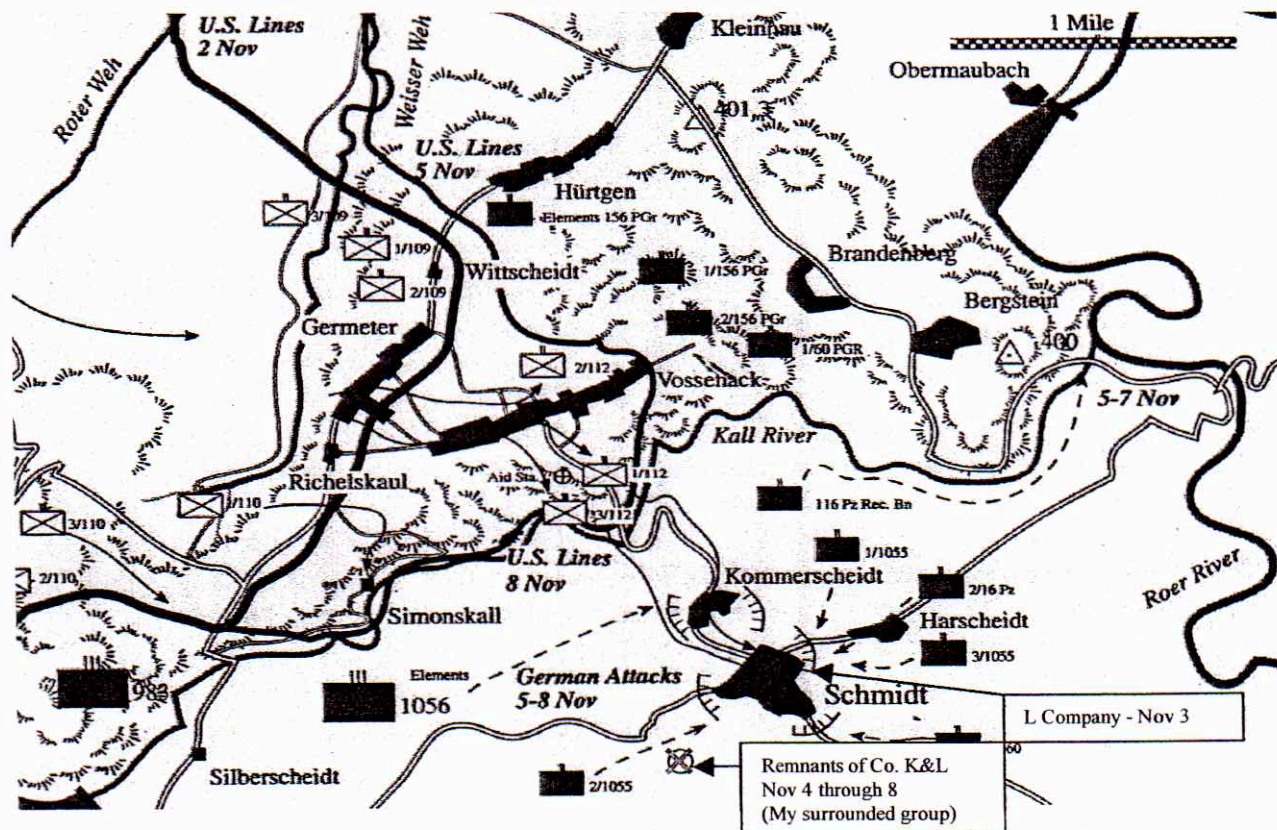 U.S. Lines
2 Nov
Kleinhau
1 Mile
Obermaubach
Roter Weh
Weisser Weh
401
U.S. Lines
5 Nov
Hürtgen
3/109
Elements 156 PGr
1/109
Wittscheidt
Brandenberg
1/156 PGr
2/109
Bergstein
Germeter
2/156 PGr
400
1/60 PGR
2/112
Vossenack
5-7 Nov
Kall River
Aid Sta.
1/112
Richelskaul
1/110
116 Pz Rec. Bn
3/112
3/110
U.S. Lines
8 Nov
1/1055
Kommerscheidt
2/110
2/16 Pz
Roer River
Simonskall
Harscheidt
3/1055
983
Elements
1056
German Attacks
5-8 Nov
Schmidt
L Company - Nov 3
Silberscheidt
2/1055
60
Remnants of Co. K&L
Nov 4 through 8
(My surrounded group)